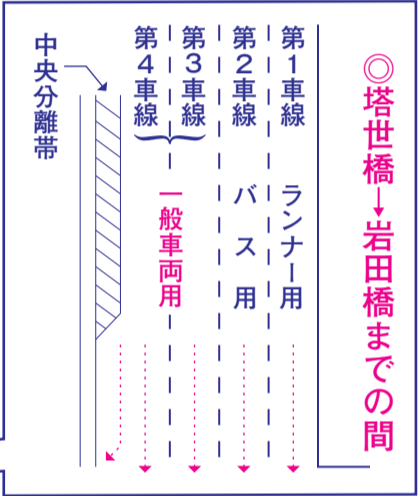 ◎塔世橋→岩田橋までの間
第1車線 ランナー用
第2車線 バス用
第3車線
第4車線
一般車両用
中央分離帯